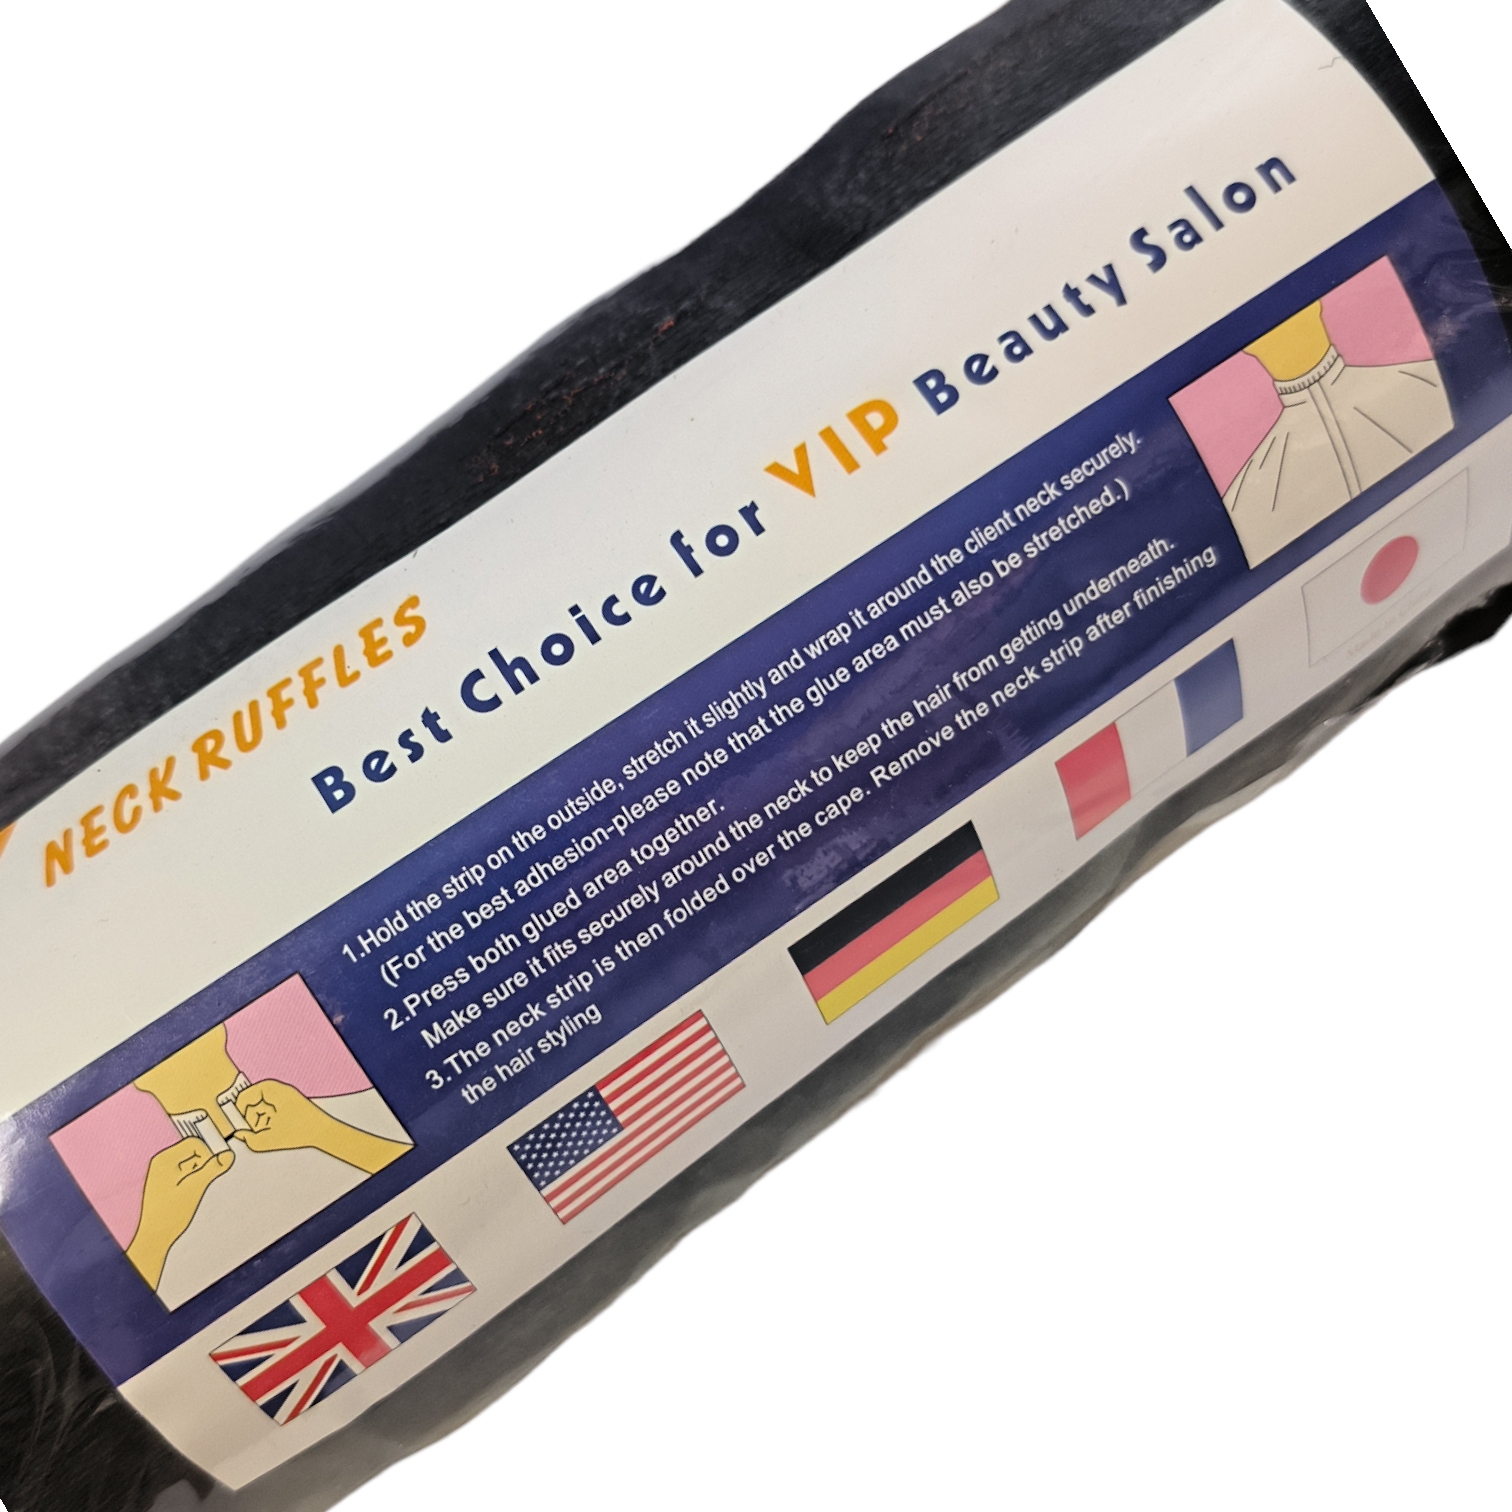 NECK RUFFLES
Best Choice for VIP Beauty Salon
1.Hold the strip on the outside, stretch it slightly and wrap it around the client neck securely.
(For the best adhesion-please note that the glue area must also be stretched.)
2.Press both glued area together.
Make sure it fits securely around the neck to keep the hair from getting underneath.
3.The neck strip is then folded over the cape. Remove the neck strip after finishing
the hair styling